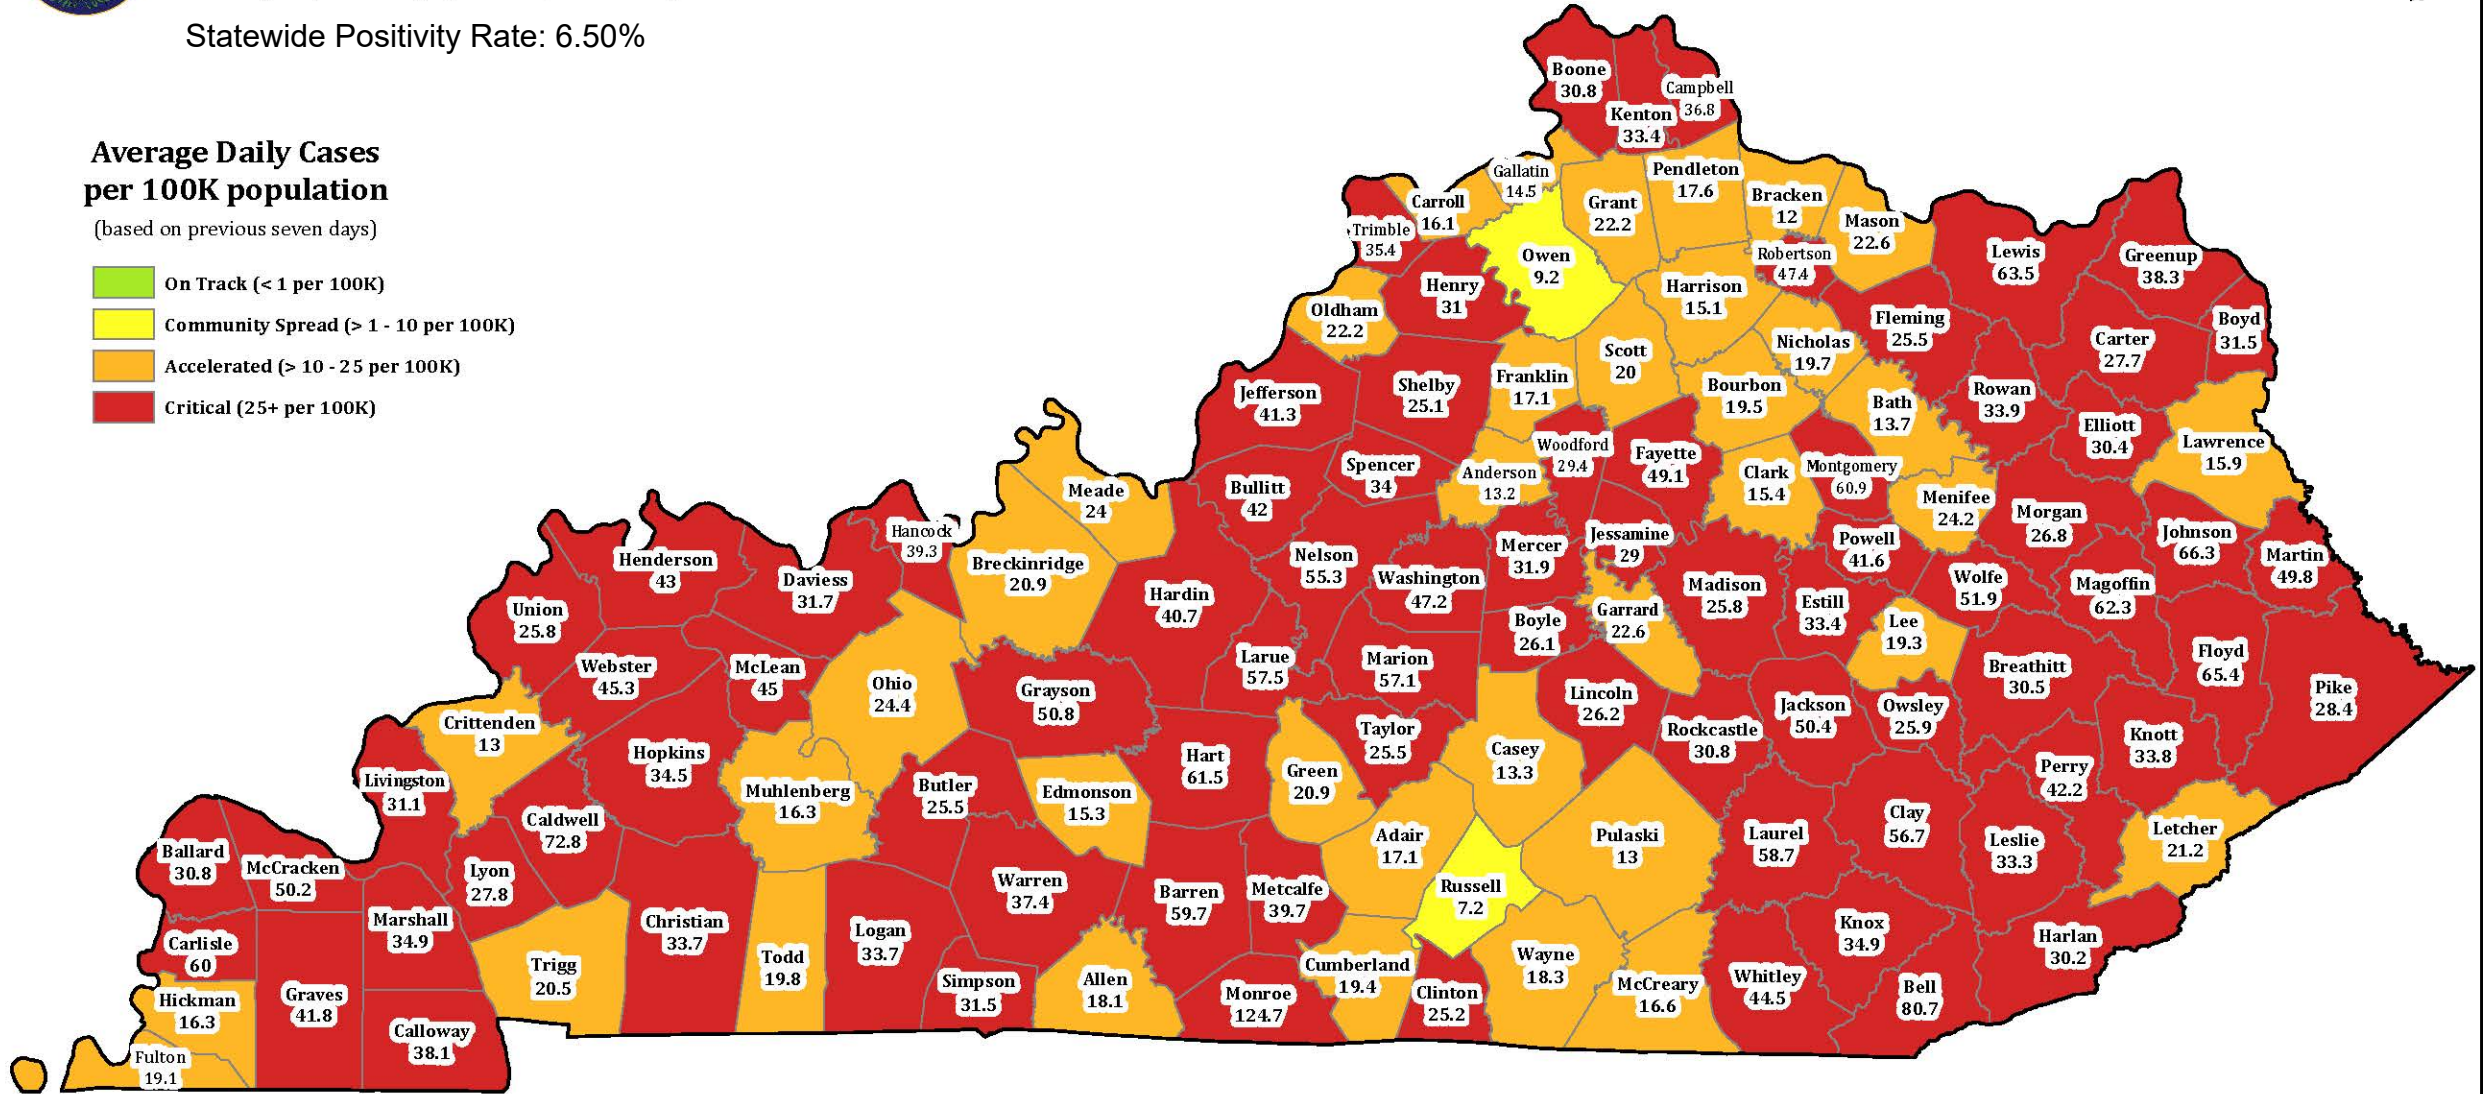 Statewide Positivity Rate: 6.50%
Average Daily Cases
per 100K population
(based on previous seven days)
On Track (< 1 per 100K)
Community Spread (> 1 - 10 per 100K)
Accelerated (> 10 - 25 per 100K)
Critical (25+ per 100K)
Boone
30.8
Kenton
33.4
Campbell
36.8
Gallatin
14.5
Carroll
16.1
Trimble
35.4
Owen
9.2
Grant
22.2
Pendleton
17.6
Bracken
12
Mason
22.6
Robertson
47.4
Lewis
63.5
Greenup
38.3
Boyd
31.5
Carter
27.7
Fleming
25.5
Harrison
15.1
Henry
31
Oldham
22.2
Jefferson
41.3
Shelby
25.1
Franklin
17.1
Scott
20
Nicholas
19.7
Bourbon
19.5
Bath
13.7
Rowan
33.9
Elliott
30.4
Lawrence
15.9
Woodford
29.4
Fayette
49.1
Clark
15.4
Montgomery
60.9
Menifee
24.2
Morgan
26.8
Johnson
66.3
Martin
49.8
Anderson
13.2
Spencer
34
Bullitt
42
Meade
24
Hancock
39.3
Breckinridge
20.9
Henderson
43
Daviess
31.7
Union
25.8
Webster
45.3
McLean
45
Ohio
24.4
Grayson
50.8
Hardin
40.7
Nelson
55.3
Washington
47.2
Mercer
31.9
Jessamine
29
Garrard
22.6
Madison
25.8
Powell
41.6
Estill
33.4
Wolfe
51.9
Magoffin
62.3
Lee
19.3
Boyle
26.1
Larue
57.5
Marion
57.1
Lincoln
26.2
Rockcastle
30.8
Jackson
50.4
Owsley
25.9
Breathitt
30.5
Floyd
65.4
Pike
28.4
Knott
33.8
Perry
42.2
Letcher
21.2
Leslie
33.3
Clay
56.7
Laurel
58.7
Pulaski
13
Casey
13.3
Taylor
25.5
Green
20.9
Hart
61.5
Edmonson
15.3
Butler
25.5
Muhlenberg
16.3
Hopkins
34.5
Crittenden
13
Livingston
31.1
Caldwell
72.8
Lyon
27.8
Ballard
30.8
McCracken
50.2
Marshall
34.9
Carlisle
60
Hickman
16.3
Fulton
19.1
Graves
41.8
Calloway
38.1
Trigg
20.5
Christian
33.7
Todd
19.8
Logan
33.7
Simpson
31.5
Warren
37.4
Allen
18.1
Barren
59.7
Metcalfe
39.7
Monroe
124.7
Cumberland
19.4
Adair
17.1
Russell
7.2
Clinton
25.2
Wayne
18.3
McCreary
16.6
Whitley
44.5
Knox
34.9
Bell
80.7
Harlan
30.2